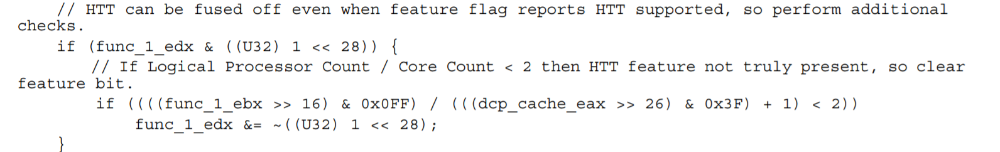 // HTT can be fused off even when feature flag reports HTT supported, so perform additional
checks.
if (func_1_edx & ((U32) 1 << 28)) {
// If Logical Processor Count / Core Count < 2 then HTT feature not truly present, so clear
feature bit.
if ((((func_1_ebx >> 16) & 0x0FF) / (((dcp_cache_eax >> 26) & 0x3F) + 1) < 2))
func_1_edx &= ~((U32) 1 << 28);
}